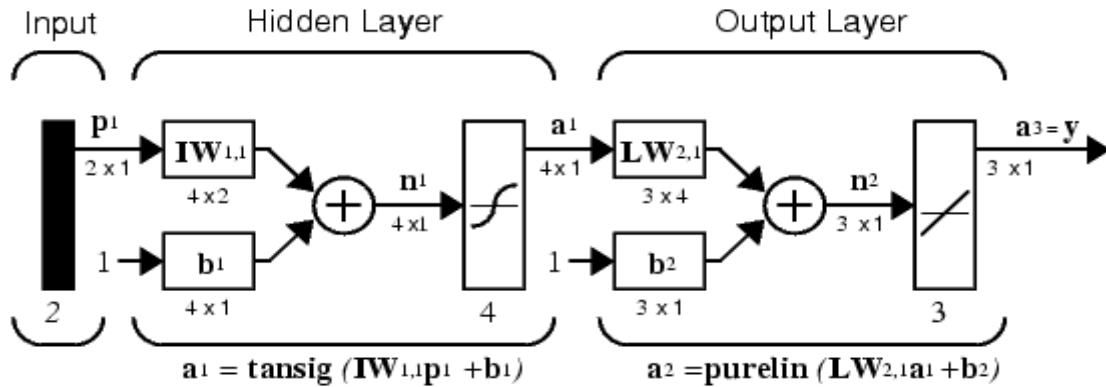 Input
Hidden Layer
Output Layer
p1
2 x 1
IW1,1
4 x 2
1
b1
4 x 1
n1
4 x1
4
a1
4 x 1
LW2,1
3 x 4
1
b2
3 x 1
n2
3 x 1
3
a3 = y
3 x 1
2
a1 = tansig (IW1,1p1 +b1)
a2 =purelin (LW2,1a1 +b2)